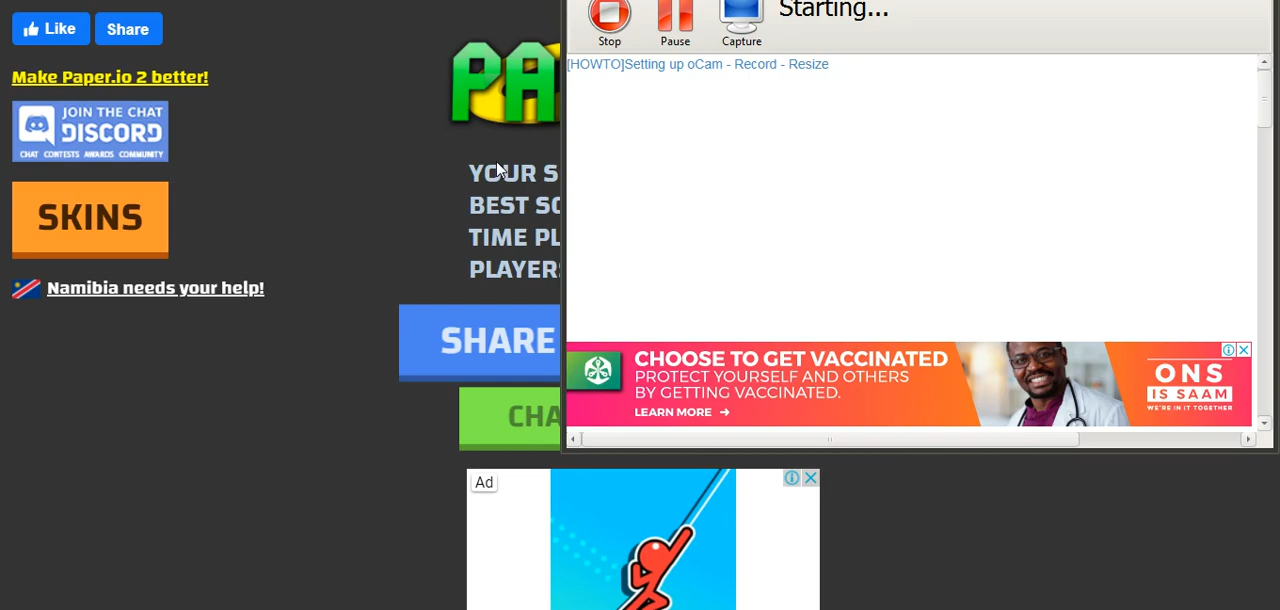 Like
Share
Make Paper.io 2 better!
JOIN THE CHAT
DISCORD
CHAT CONTESTS AWARDS COMMUNITY
SKINS
Namibia needs your help!
PA
YOUR S
BEST SC
TIME PL
PLAYERS
SHARE
CHA
Ad
Starting...
Stop
Pause
Capture
[HOWTO]Setting up oCam - Record - Resize
CHOOSE TO GET VACCINATED
PROTECT YOURSELF AND OTHERS
BY GETTING VACCINATED.
LEARN MORE →
ONS
IS SAAM
WE'RE IN IT TOGETHER